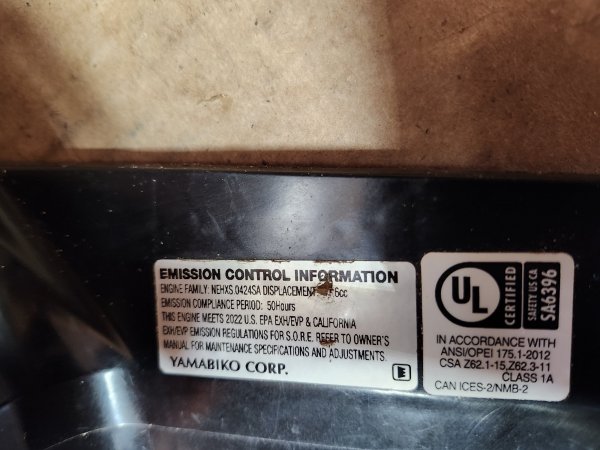 EMISSION CONTROL INFORMATION
ENGINE FAMILY: NEHXS.0424SA DISPLACEMENT 6cc
EMISSION COMPLIANCE PERIOD: 50Hours
THIS ENGINE MEETS 2022 U.S. EPA EXH/EVP & CALIFORNIA
EXH/EVP EMISSION REGULATIONS FOR S.O.R.E. REFER TO OWNER'S
MANUAL FOR MAINTENANCE SPECIFICATIONS AND ADJUSTMENTS.
YAMABIKO CORP.
E
UL
CERTIFIED
SAFETY US CA
SA6396
IN ACCORDANCE WITH
ANSI/OPEI 175.1-2012
CSA Z62.1-15,Z62.3-11
CLASS 1A
CAN ICES-2/NMB-2